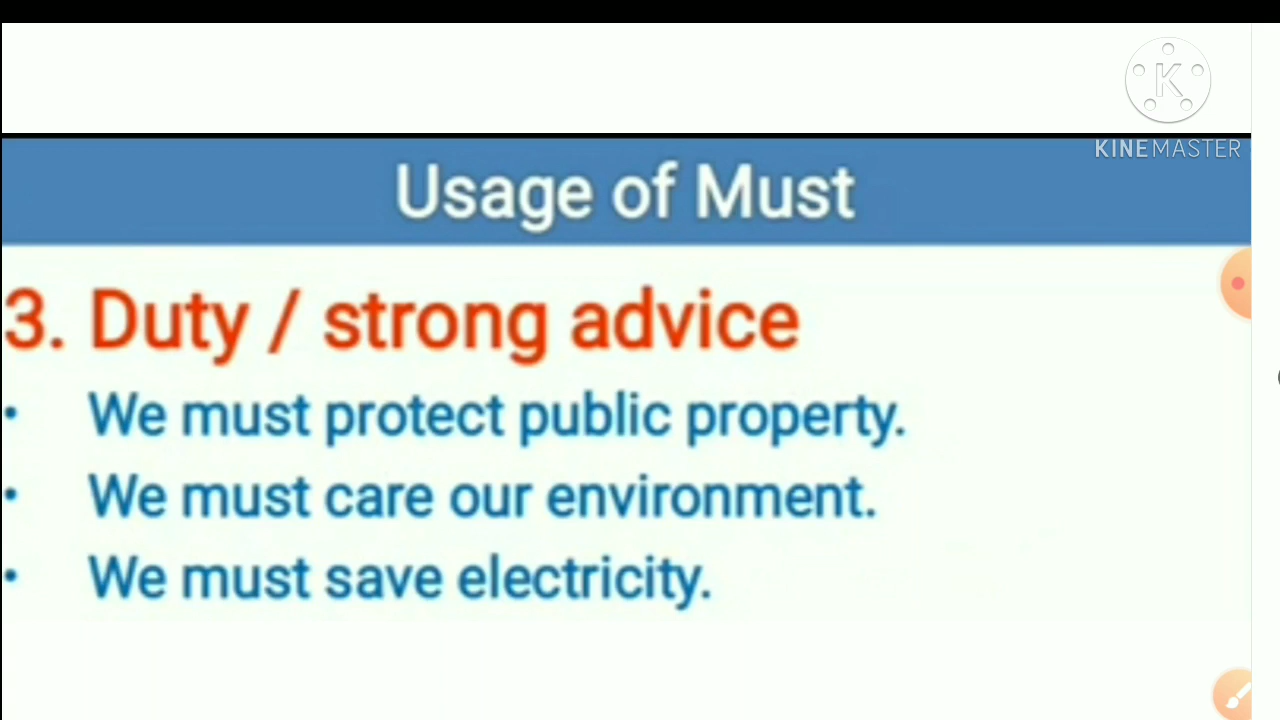 K
KINEMASTER
Usage of Must
3. Duty / strong advice
• We must protect public property.
• We must care our environment.
• We must save electricity.